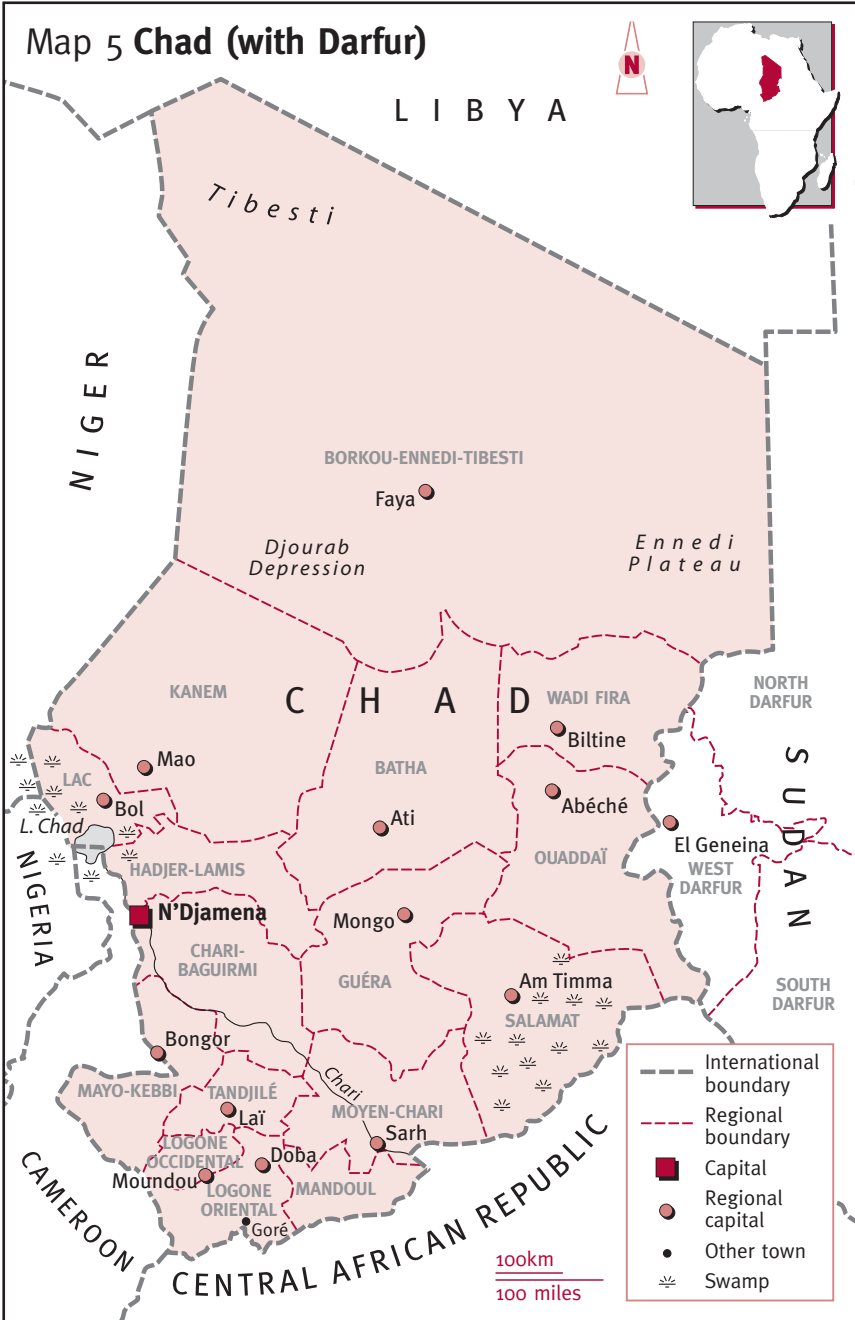 Map 5 Chad (with Darfur)
N
LIBYA
Tibesti
NIGER
BORKOU-ENNEDI-TIBESTI
Faya
Djourab
Depression
Ennedi
Plateau
KANEM
CHAD
WADI FIRA
NORTH
DARFUR
Biltine
Mao
LAC
BATHA
SUDAN
Bol
Abéché
L. Chad
Ati
El Geneina
OUADDAÏ
WEST
DARFUR
HADJER-LAMIS
NIGERIA
N'Djamena
Mongo
CHARI-
BAGUIRMI
GUÉRA
Am Timma
SALAMAT
SOUTH
DARFUR
Bongor
Chari
MAYO-KEBBI
TANDJILÉ
Laï
MOYEN-CHARI
Sarh
LOGONE
OCCIDENTAL
Doba
Moundou
LOGONE
ORIENTAL
MANDOUL
Goré
CAMEROON
CENTRAL AFRICAN REPUBLIC
100km
100 miles
International
boundary
Regional
boundary
Capital
Regional
capital
Other town
Swamp